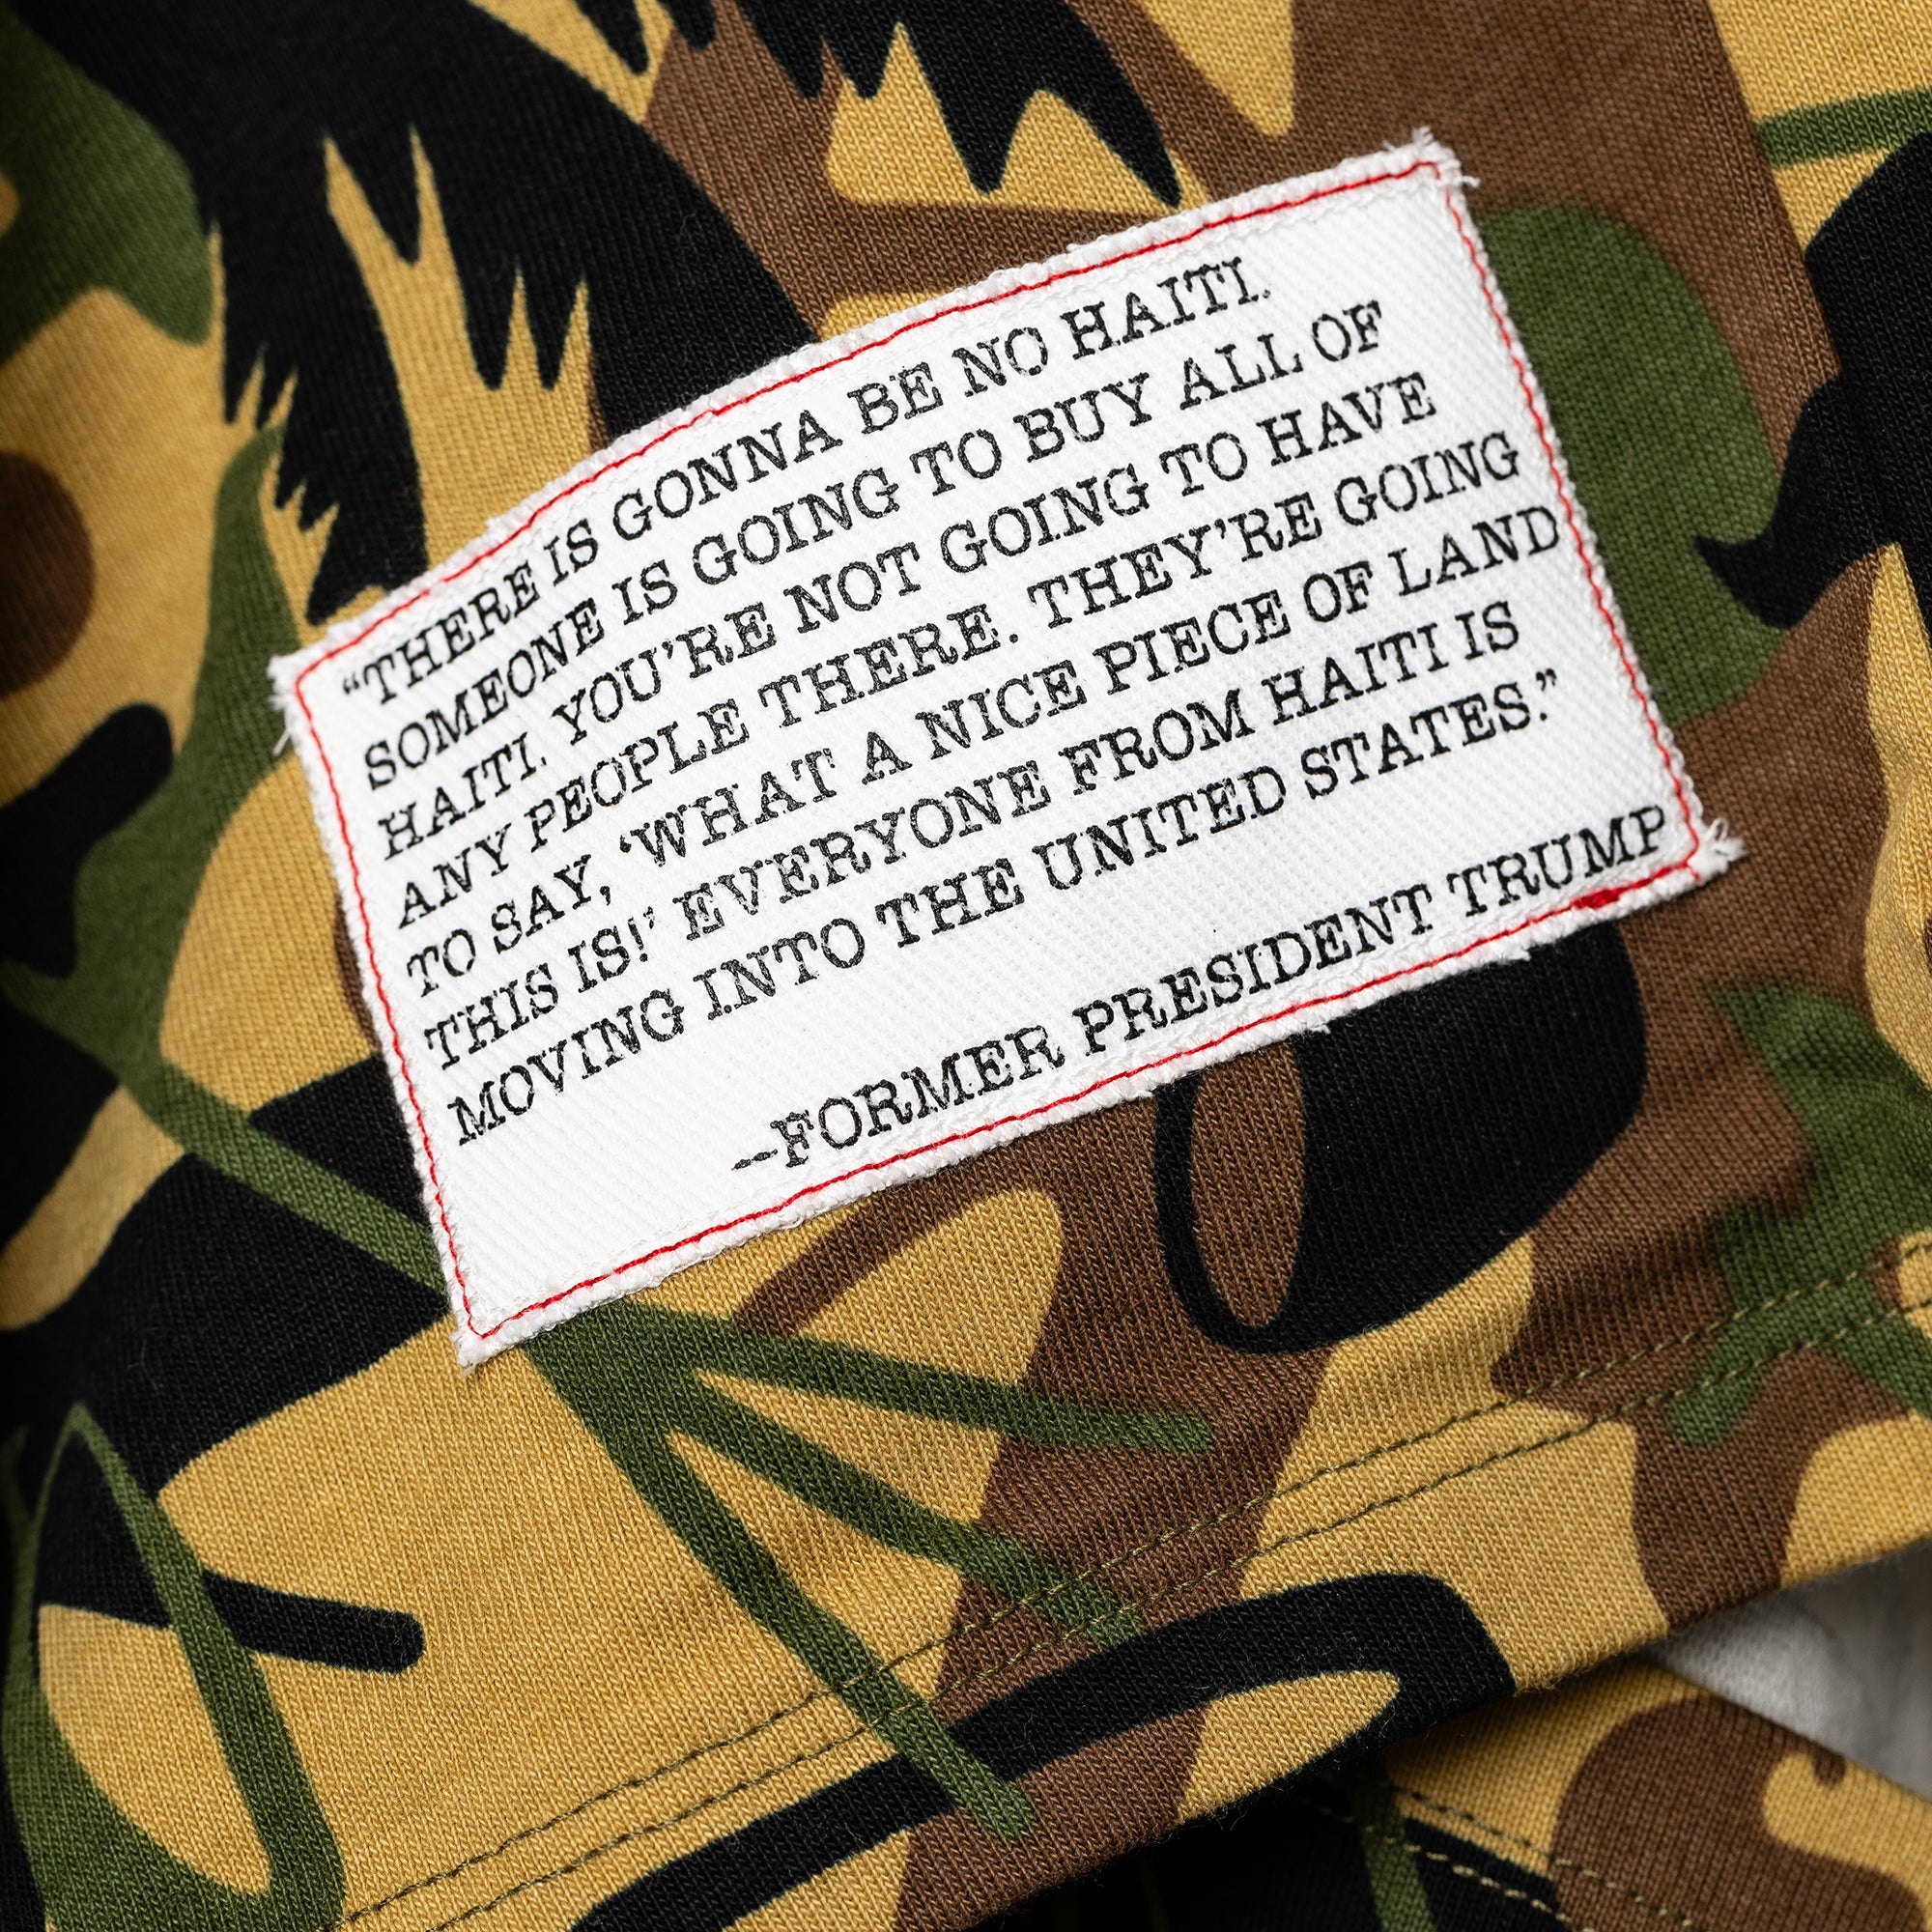 “THERE IS GONNA BE NO HAITI.
SOMEONE IS GOING TO BUY ALL OF
HAITI. YOU’RE NOT GOING TO HAVE
ANY PEOPLE THERE. THEY’RE GOING
TO SAY, ‘WHAT A NICE PIECE OF LAND
THIS IS!’ EVERYONE FROM HAITI IS
MOVING INTO THE UNITED STATES.”
--FORMER PRESIDENT TRUMP